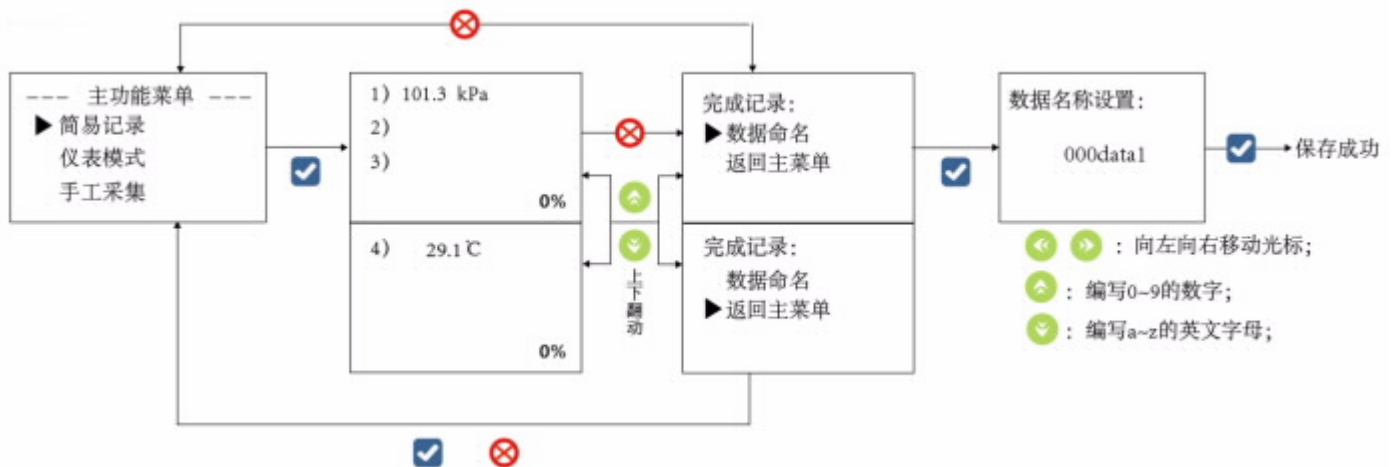 --- 主功能菜单 ---
▶简易记录
仪表模式
手工采集
1) 101.3 kPa
2)
3)
0%
4) 29.1℃
0%
上下翻动
完成记录:
▶数据命名
返回主菜单
完成记录:
数据命名
▶返回主菜单
数据名称设置:
000data1
保存成功
: 向左向右移动光标;
: 编写0~9的数字;
: 编写a~z的英文字母;